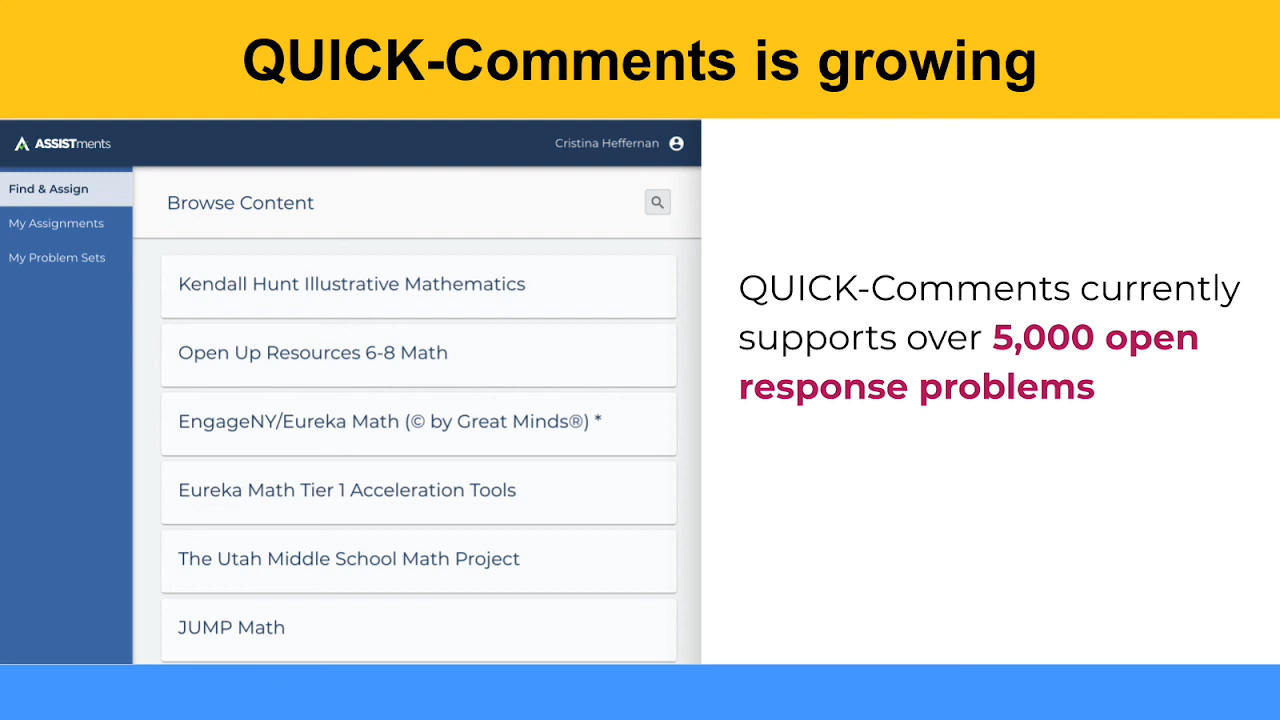 QUICK-Comments is growing
ASSISTments
Cristina Heffernan
Find & Assign
My Assignments
My Problem Sets
Browse Content
Kendall Hunt Illustrative Mathematics
Open Up Resources 6-8 Math
EngageNY/Eureka Math (© by Great Minds®) *
Eureka Math Tier 1 Acceleration Tools
The Utah Middle School Math Project
JUMP Math
QUICK-Comments currently
supports over 5,000 open
response problems